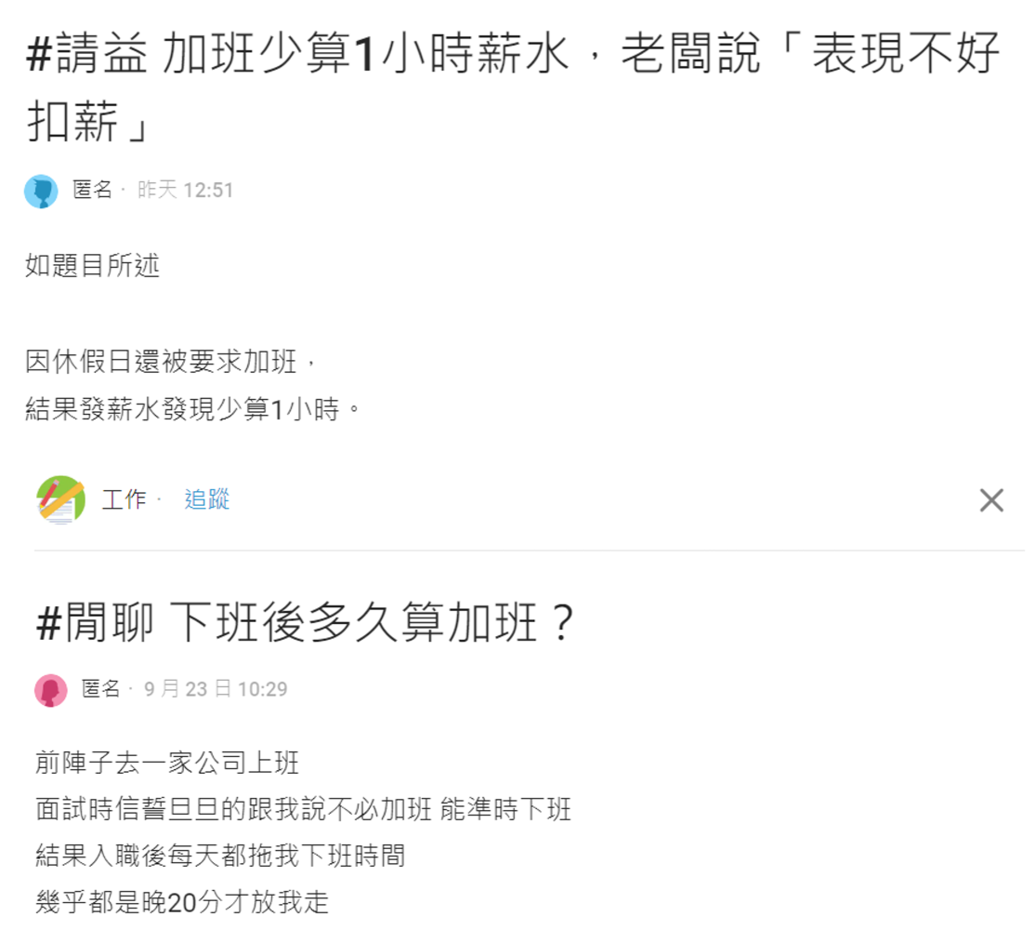 #請益 加班少算1小時薪水，老闆說「表現不好
扣薪」
匿名 · 昨天 12:51
如題目所述
因休假日還被要求加班，
結果發薪水發現少算1小時。
工作 · 追蹤
#閒聊 下班後多久算加班？
匿名 · 9 月 23 日 10:29
前陣子去一家公司上班
面試時信誓旦旦的跟我說不必加班 能準時下班
結果入職後每天都拖我下班時間
幾乎都是晚20分才放我走